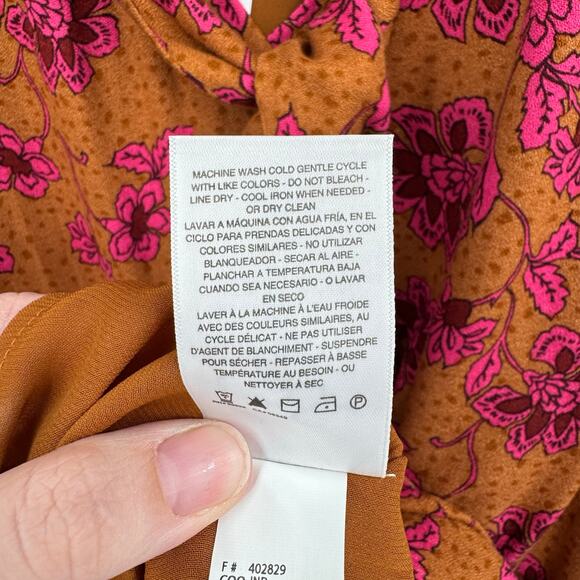 MACHINE WASH COLD GENTLE CYCLE
WITH LIKE COLORS - DO NOT BLEACH -
LINE DRY - COOL IRON WHEN NEEDED -
OR DRY CLEAN
LAVAR A MÁQUINA CON AGUA FRÍA, EN EL
CICLO PARA PRENDAS DELICADAS Y CON
COLORES SIMILARES - NO UTILIZAR
BLANQUEADOR - SECAR AL AIRE -
PLANCHAR A TEMPERATURA BAJA
CUANDO SEA NECESARIO - O LAVAR
EN SECO
LAVER À LA MACHINE À L'EAU FROIDE
AVEC DES COULEURS SIMILAIRES, AU
CYCLE DÉLICAT - NE PAS UTILISER
D'AGENT DE BLANCHIMENT - SUSPENDRE
POUR SÉCHER - REPASSER À BASSE
TEMPÉRATURE AU BESOIN - OU
NETTOYER À SEC
F # 402829